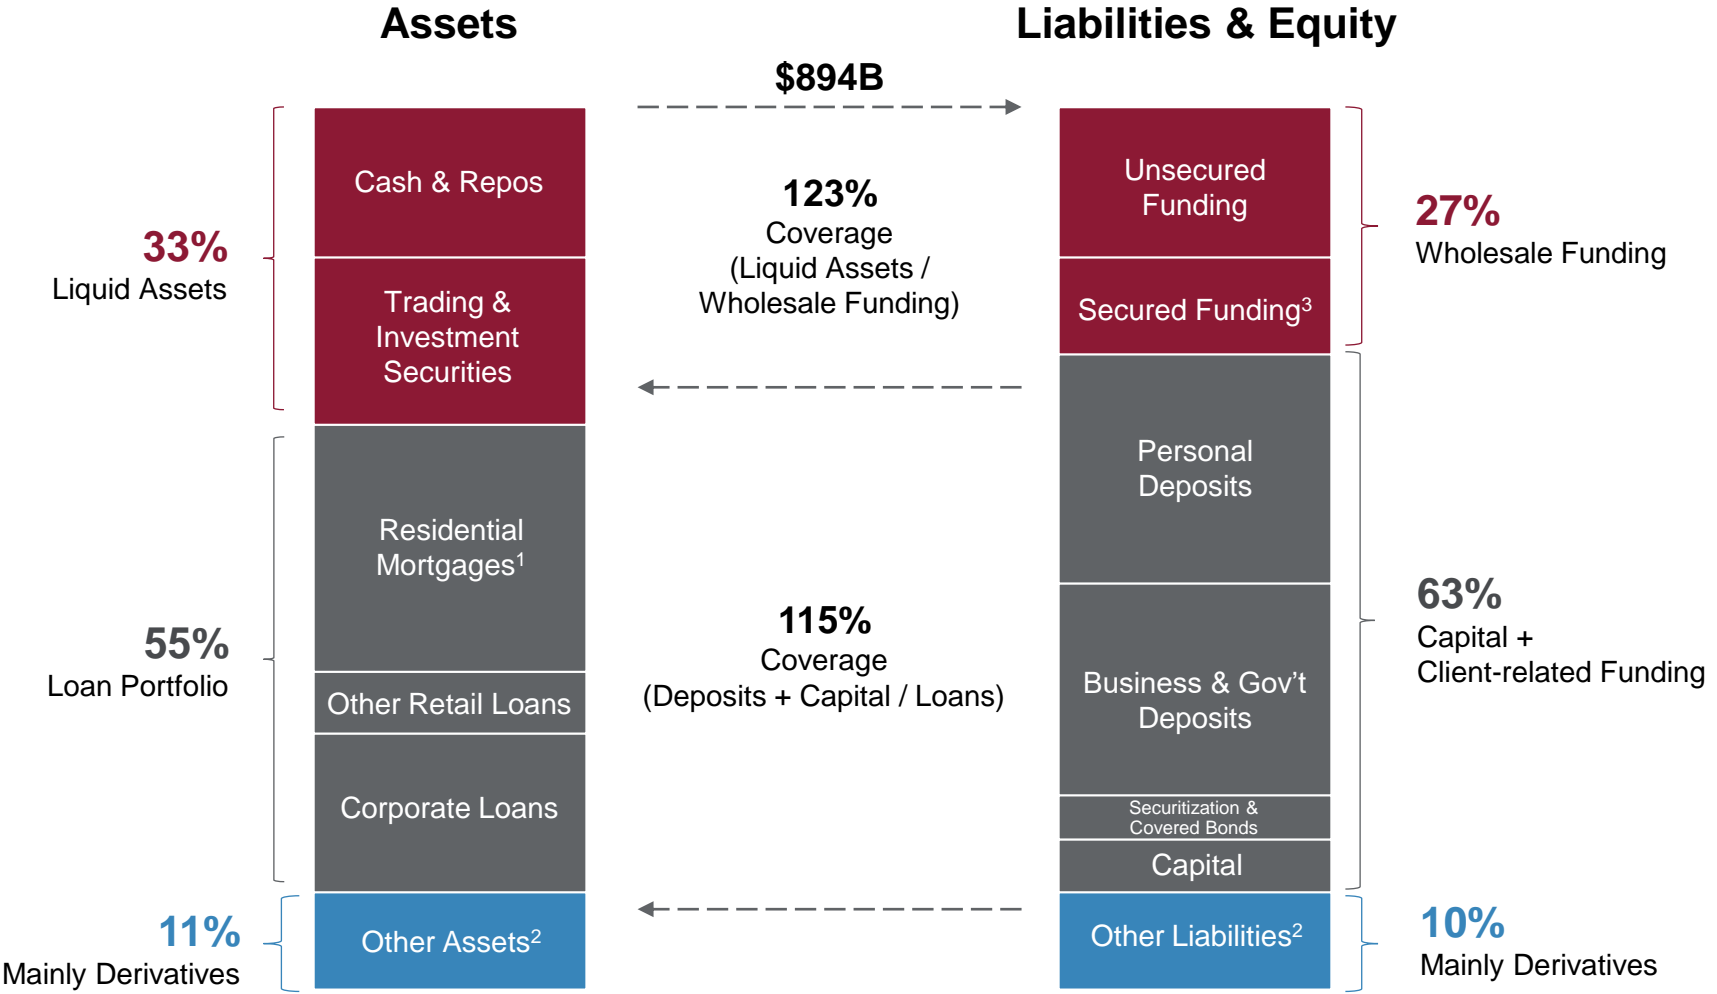 Assets
Liabilities & Equity
$894B
33%
Liquid Assets
Cash & Repos
Trading &
Investment
Securities
123%
Coverage
(Liquid Assets /
Wholesale Funding)
Unsecured
Funding
Secured Funding³
27%
Wholesale Funding
55%
Loan Portfolio
Residential
Mortgages¹
Other Retail Loans
Corporate Loans
115%
Coverage
(Deposits + Capital / Loans)
Personal
Deposits
Business & Gov’t
Deposits
Securitization &
Covered Bonds
Capital
63%
Capital +
Client-related Funding
11%
Mainly Derivatives
Other Assets²
Other Liabilities²
10%
Mainly Derivatives